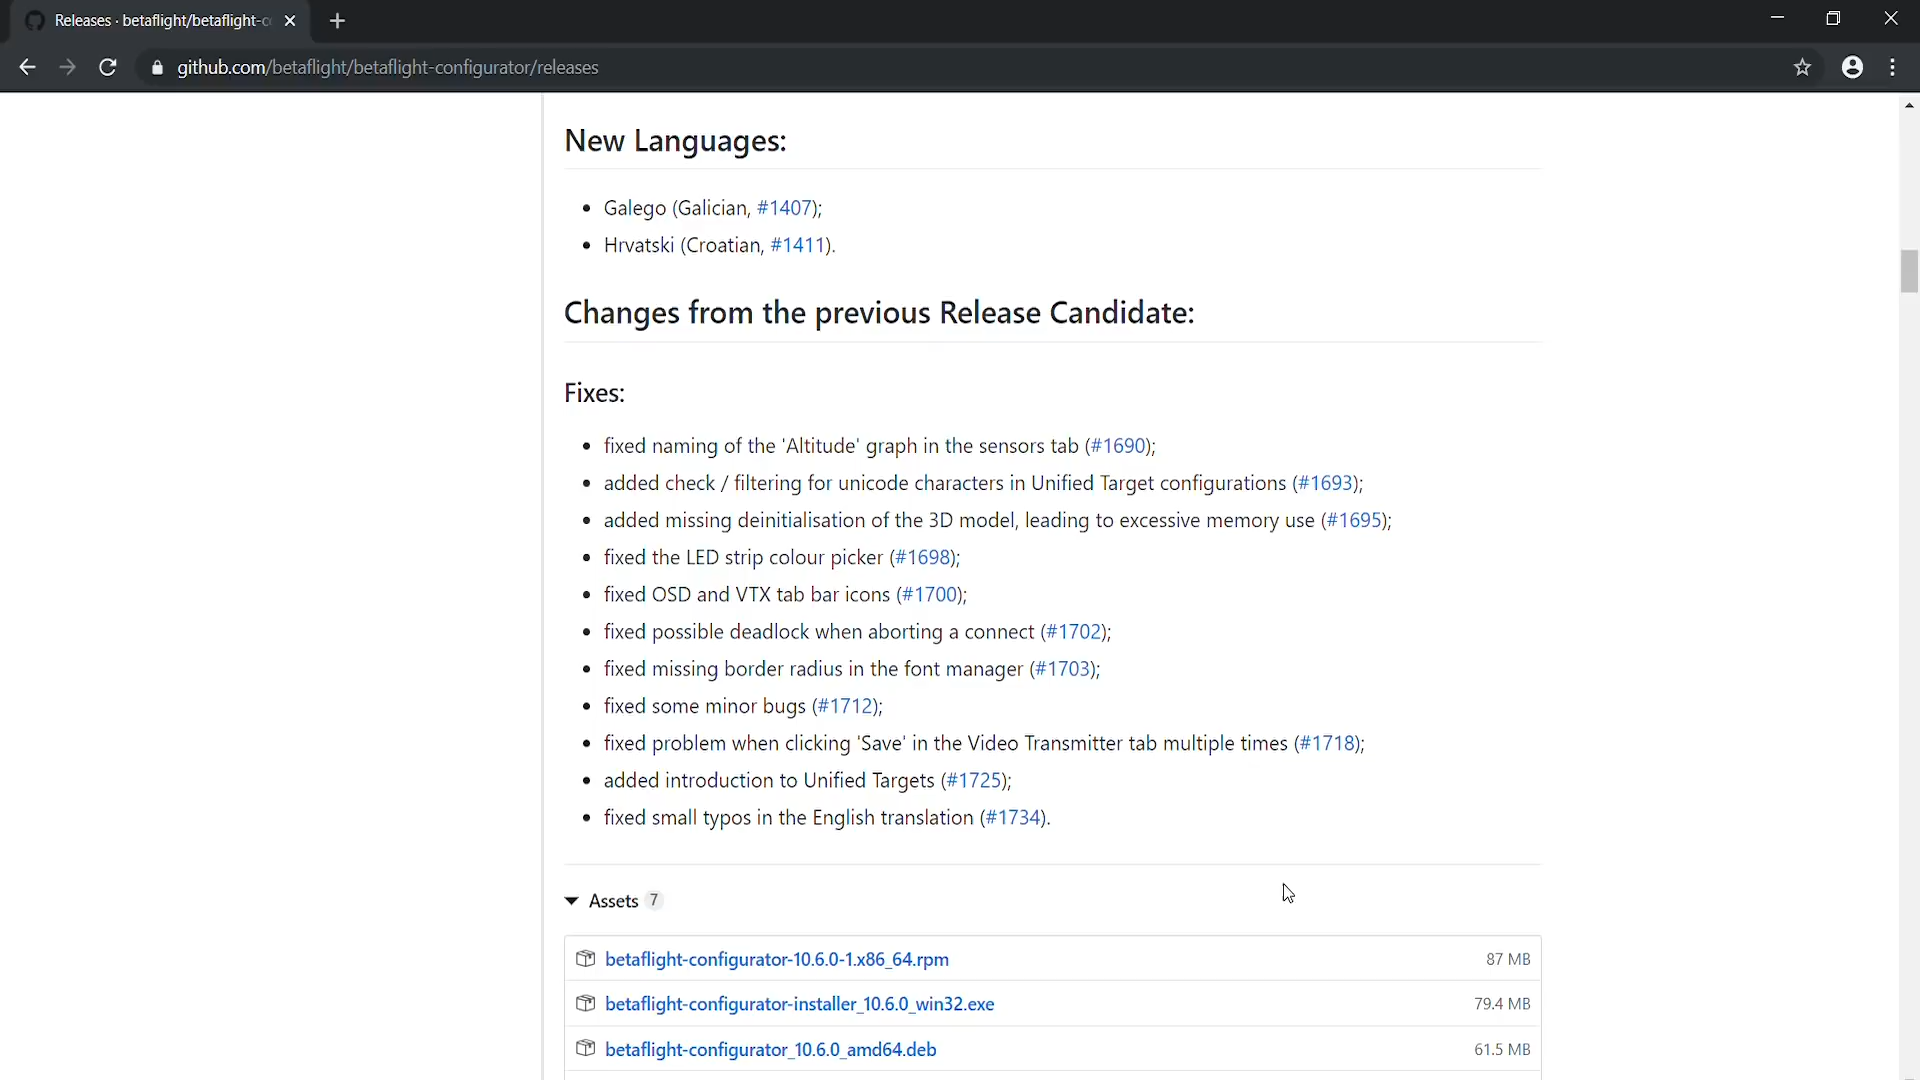 Releases · betaflight/betaflight-co
github.com/betaflight/betaflight-configurator/releases
New Languages:
Galego (Galician, #1407);
Hrvatski (Croatian, #1411).
Changes from the previous Release Candidate:
Fixes:
fixed naming of the 'Altitude' graph in the sensors tab (#1690);
added check / filtering for unicode characters in Unified Target configurations (#1693);
added missing deinitialisation of the 3D model, leading to excessive memory use (#1695);
fixed the LED strip colour picker (#1698);
fixed OSD and VTX tab bar icons (#1700);
fixed possible deadlock when aborting a connect (#1702);
fixed missing border radius in the font manager (#1703);
fixed some minor bugs (#1712);
fixed problem when clicking 'Save' in the Video Transmitter tab multiple times (#1718);
added introduction to Unified Targets (#1725);
fixed small typos in the English translation (#1734).
Assets 7
betaflight-configurator-10.6.0-1.x86_64.rpm 87 MB
betaflight-configurator-installer_10.6.0_win32.exe 79.4 MB
betaflight-configurator_10.6.0_amd64.deb 61.5 MB